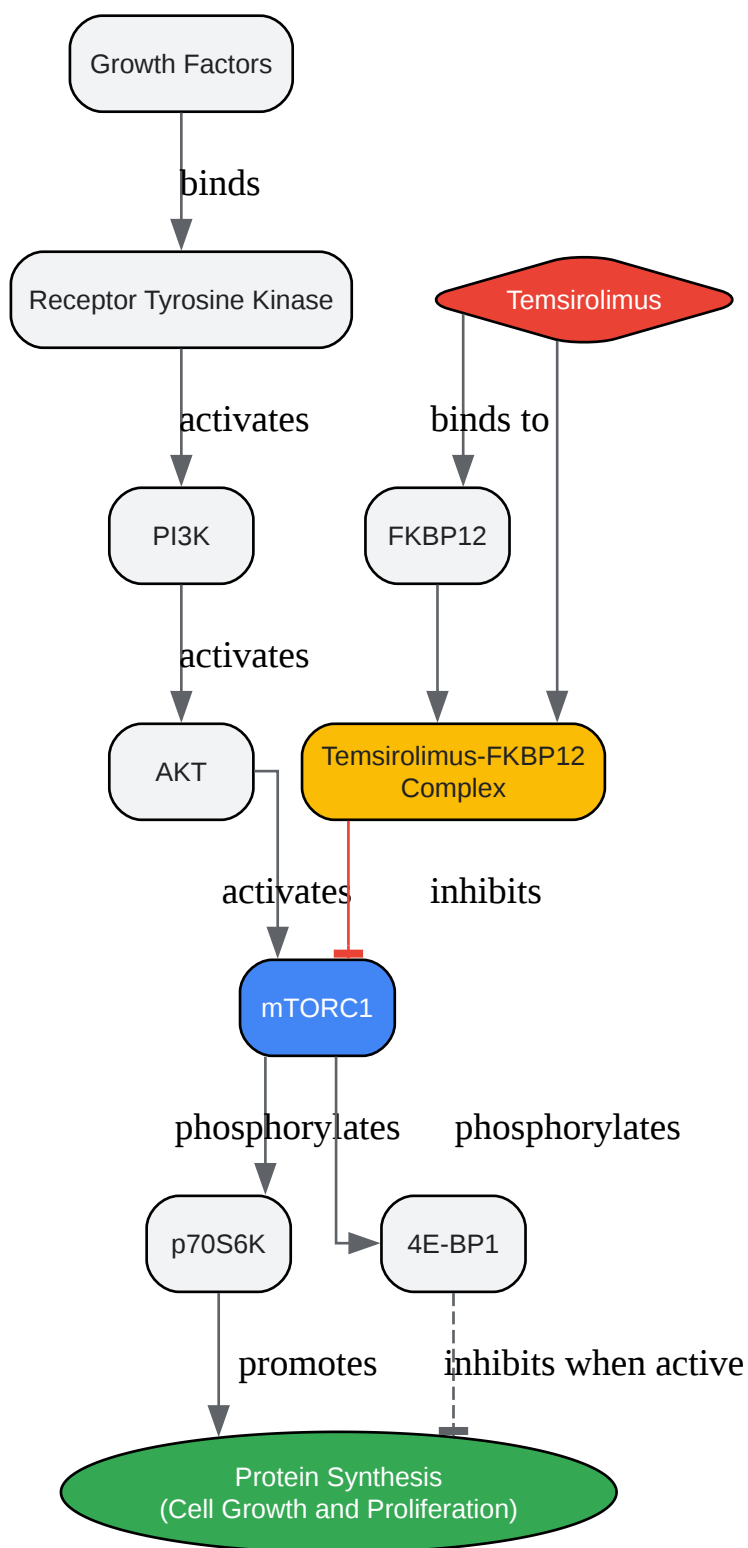 Growth Factors
binds
Receptor Tyrosine Kinase
Temsirolimus
activates
binds to
PI3K
FKBP12
activates
AKT
Temsirolimus-FKBP12
Complex
activates
inhibits
mTORC1
phosphorylates
phosphorylates
p70S6K
4E-BP1
promotes
inhibits when active
Protein Synthesis
(Cell Growth and Proliferation)